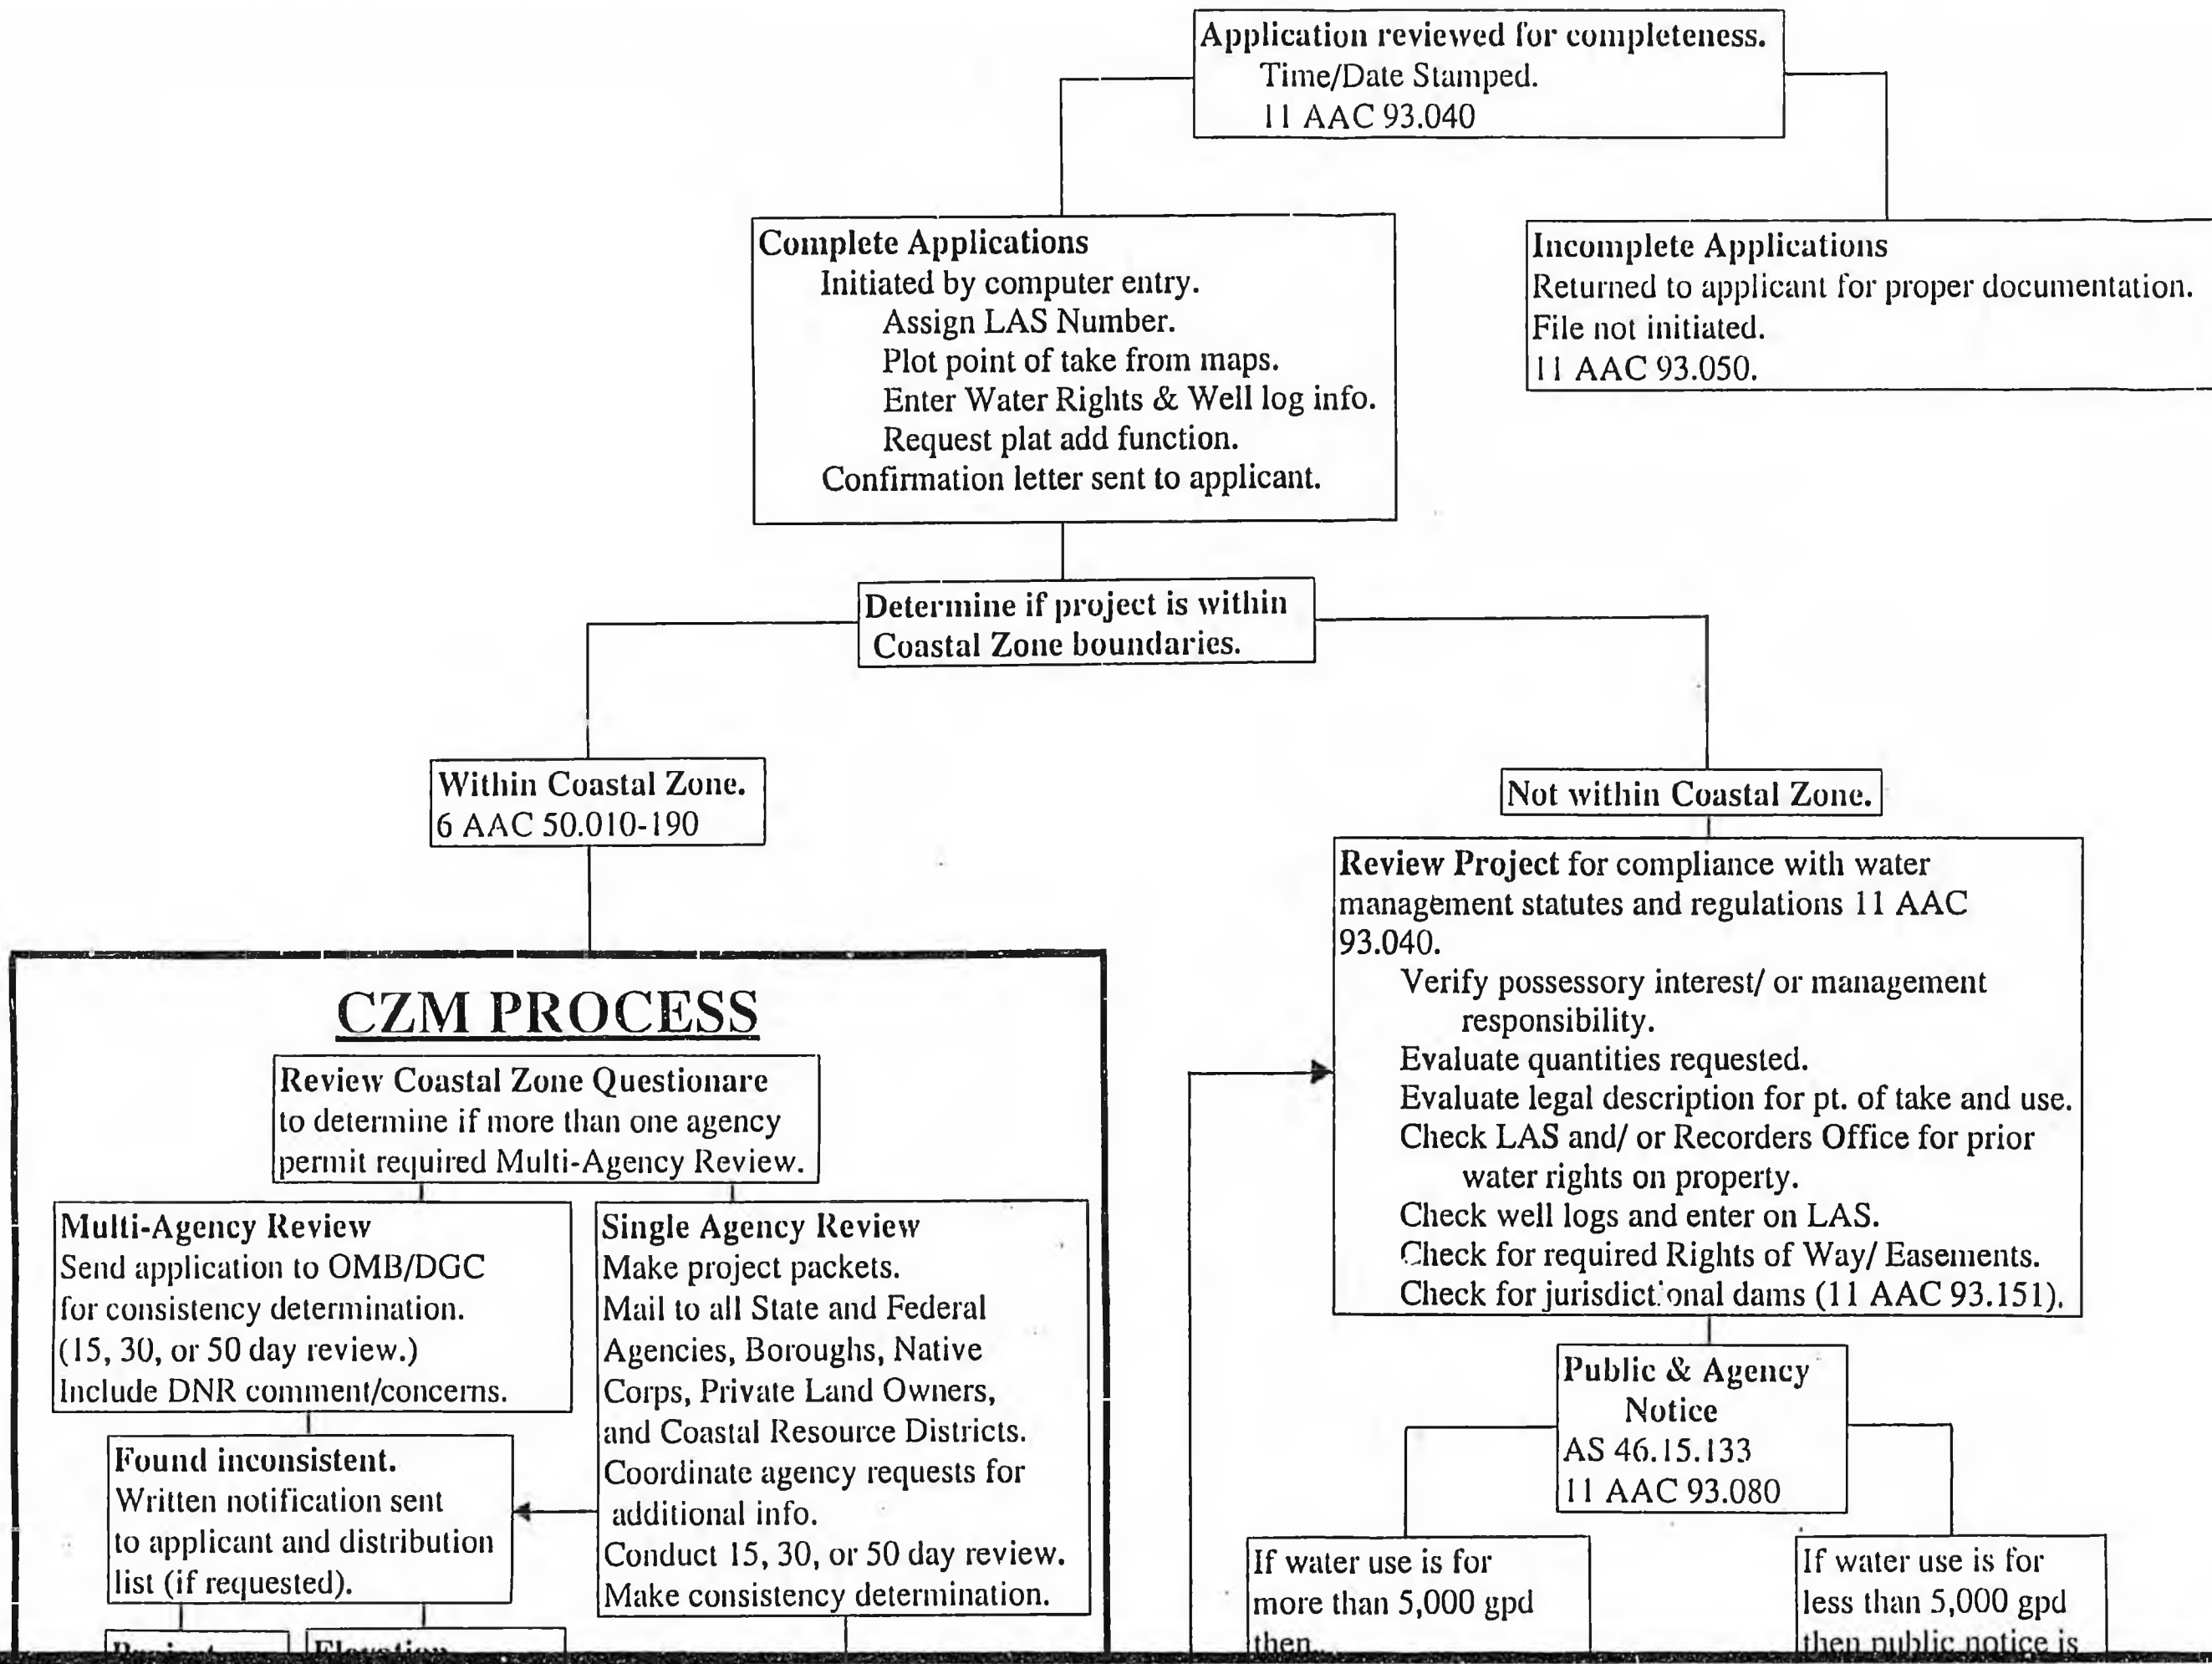 Application reviewed for completeness.
Time/Date Stamped.
11 AAC 93.040
Complete Applications
Initiated by computer entry.
Assign LAS Number.
Plot point of take from maps.
Enter Water Rights & Well log info.
Request plat add function.
Confirmation letter sent to applicant.
Incomplete Applications
Returned to applicant for proper documentation.
File not initiated.
11 AAC 93.050.
Determine if project is within
Coastal Zone boundaries.
Within Coastal Zone.
6 AAC 50.010-190
Not within Coastal Zone.
CZM PROCESS
Review Coastal Zone Questionare
to determine if more than one agency
permit required Multi-Agency Review.
Multi-Agency Review
Send application to OMB/DGC
for consistency determination.
(15, 30, or 50 day review.)
Include DNR comment/concerns.
Single Agency Review
Make project packets.
Mail to all State and Federal
Agencies, Boroughs, Native
Corps, Private Land Owners,
and Coastal Resource Districts.
Coordinate agency requests for
additional info.
Conduct 15, 30, or 50 day review.
Make consistency determination.
Found inconsistent.
Written notification sent
to applicant and distribution
list (if requested).
Review Project for compliance with water
management statutes and regulations 11 AAC
93.040.
Verify possessory interest/ or management
responsibility.
Evaluate quantities requested.
Evaluate legal description for pt. of take and use.
Check LAS and/ or Recorders Office for prior
water rights on property.
Check well logs and enter on LAS.
Check for required Rights of Way/ Easements.
Check for jurisdictional dams (11 AAC 93.151).
Public & Agency
Notice
AS 46.15.133
11 AAC 93.080
If water use is for
more than 5,000 gpd
then
If water use is for
less than 5,000 gpd
then public notice is